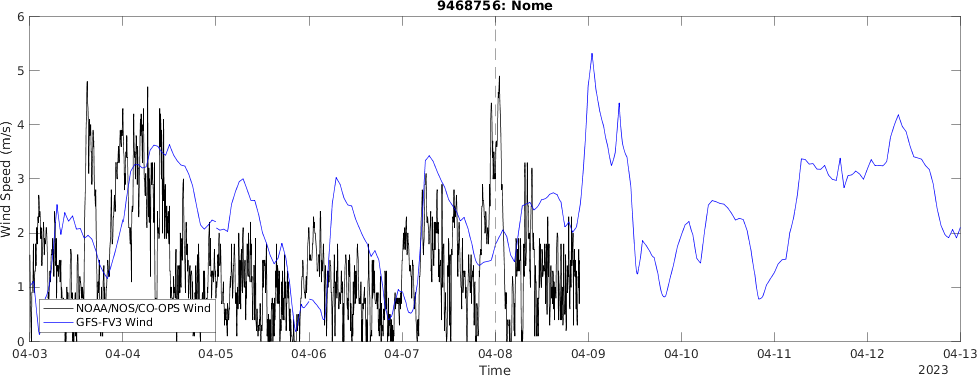 9468756: Nome
6
5
4
3
2
1
0
Wind Speed (m/s)
NOAA/NOS/CO-OPS Wind
GFS-FV3 Wind
04-03 04-04 04-05 04-06 04-07 04-08 04-09 04-10 04-11 04-12 04-13
Time
2023